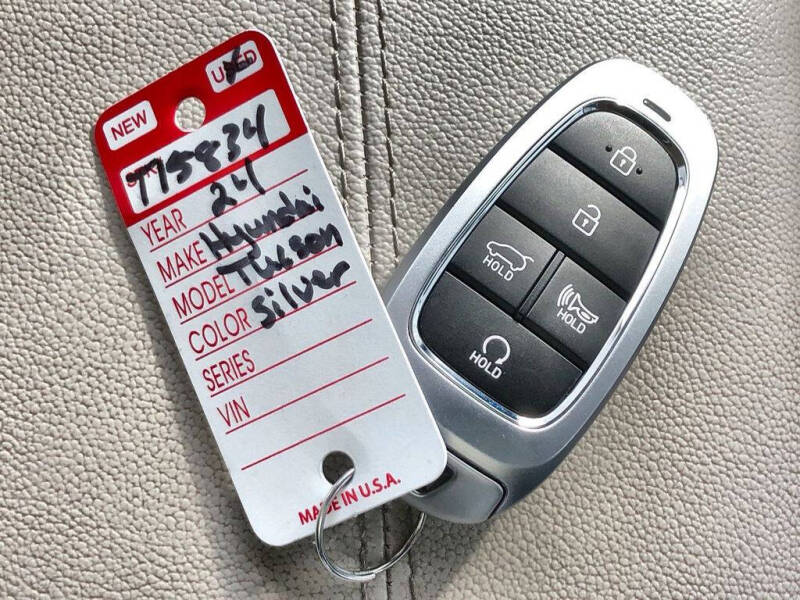 NEW
USED
775834
YEAR 24
MAKE Hyundai
MODEL Tucson
COLOR Silver
SERIES
VIN
MADE IN U.S.A.
HOLD
HOLD
HOLD